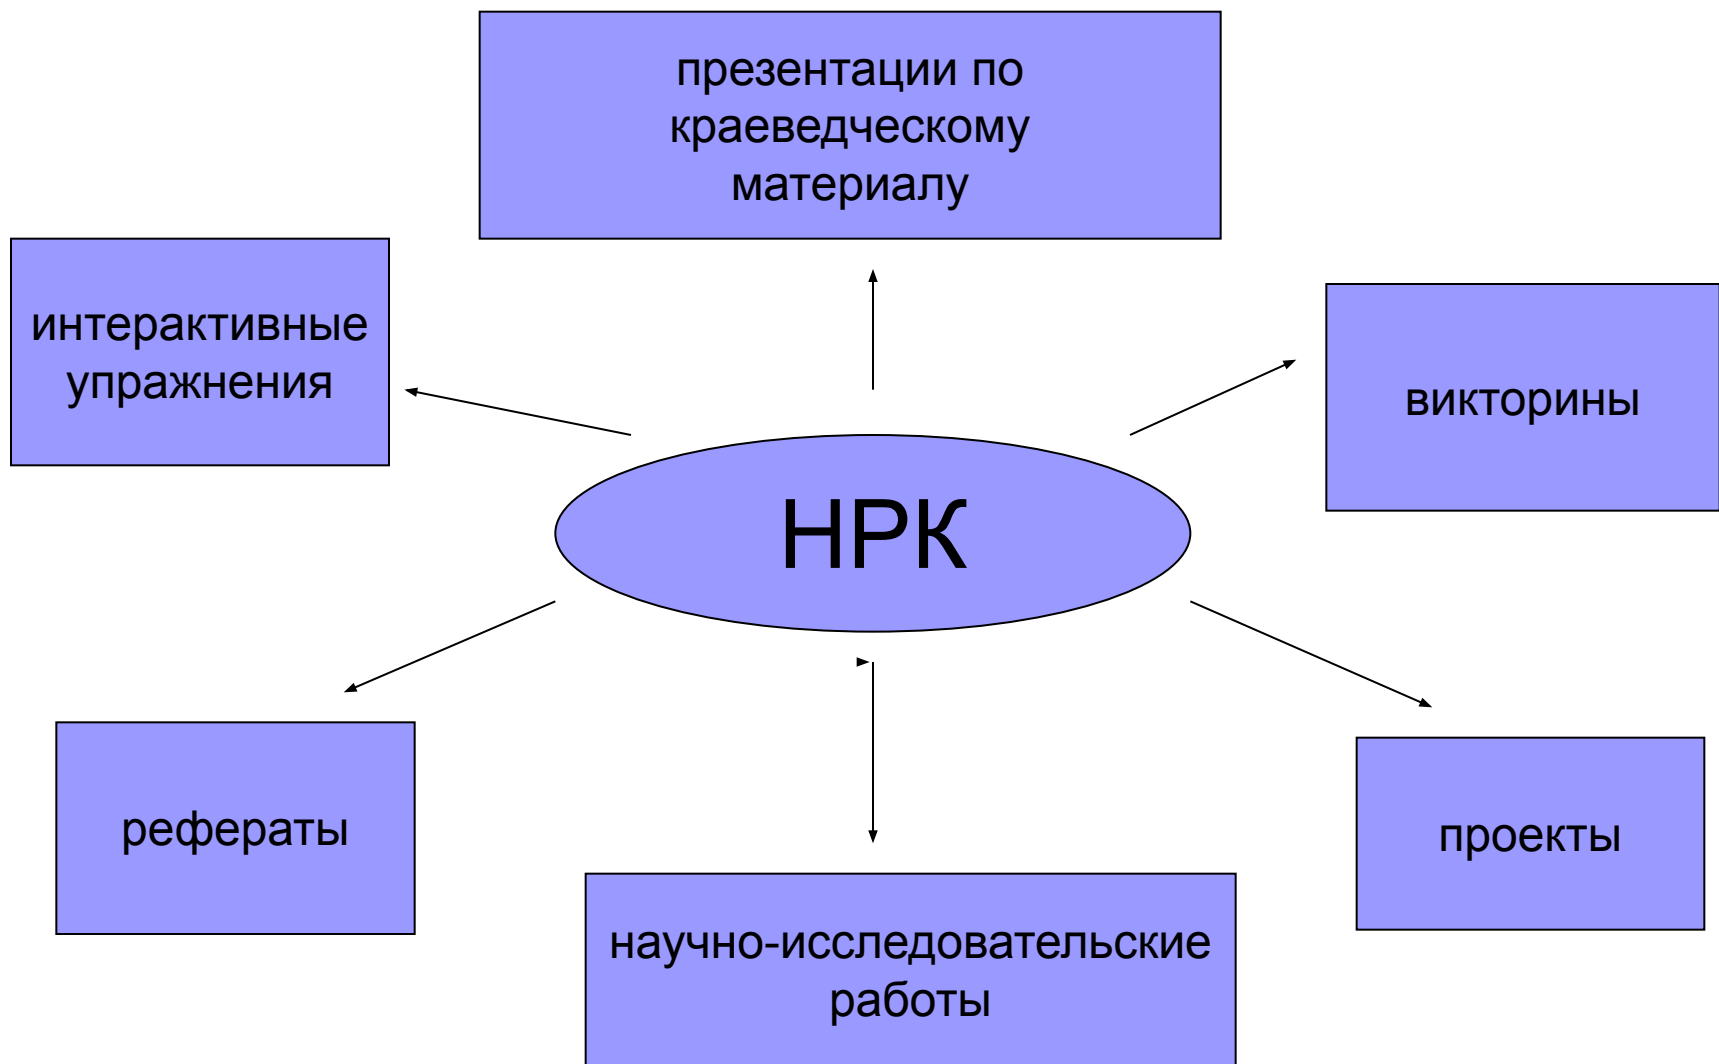 презентации по
краеведческому
материалу
интерактивные
упражнения
викторины
НРК
рефераты
проекты
научно-исследовательские
работы